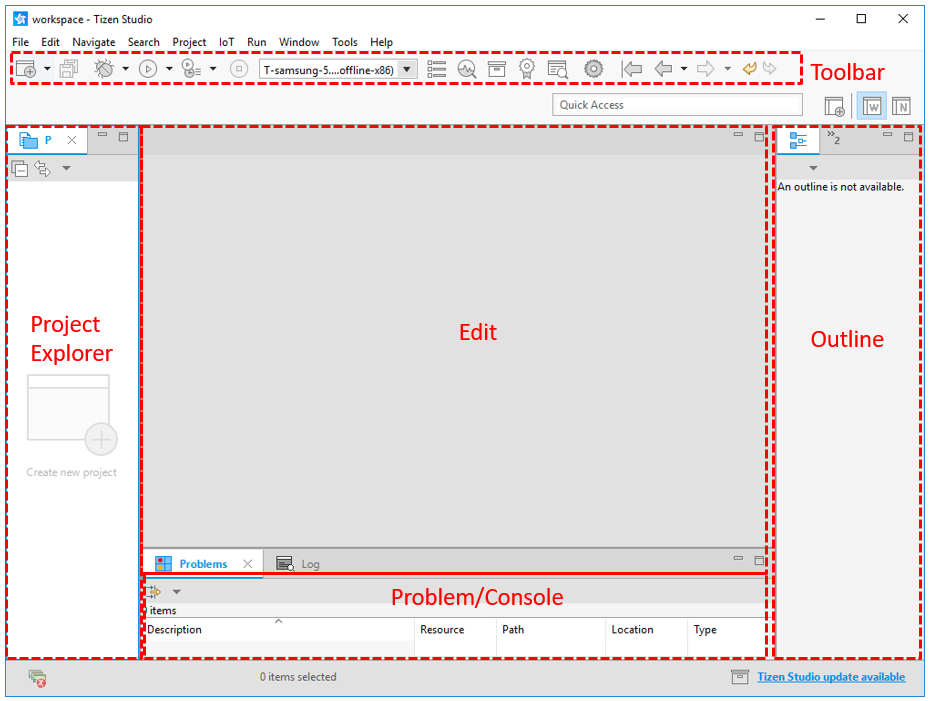 workspace - Tizen Studio
File Edit Navigate Search Project IoT Run Window Tools Help
T-samsung-5....offline-x86)
Toolbar
Quick Access
W N
P
2
An outline is not available.
Project
Explorer
Edit
Outline
Create new project
Problems Log
Problem/Console
items
Description Resource Path Location Type
0 items selected
Tizen Studio update available